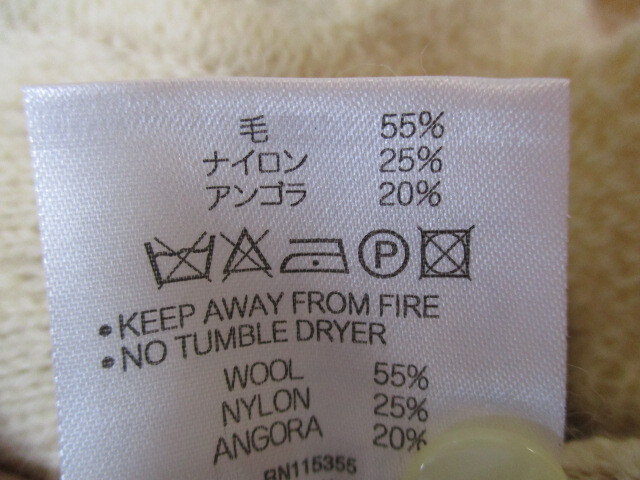 毛 55%
ナイロン 25%
アンゴラ 20%
P
•KEEP AWAY FROM FIRE
•NO TUMBLE DRYER
WOOL 55%
NYLON 25%
ANGORA 20%
RN115356